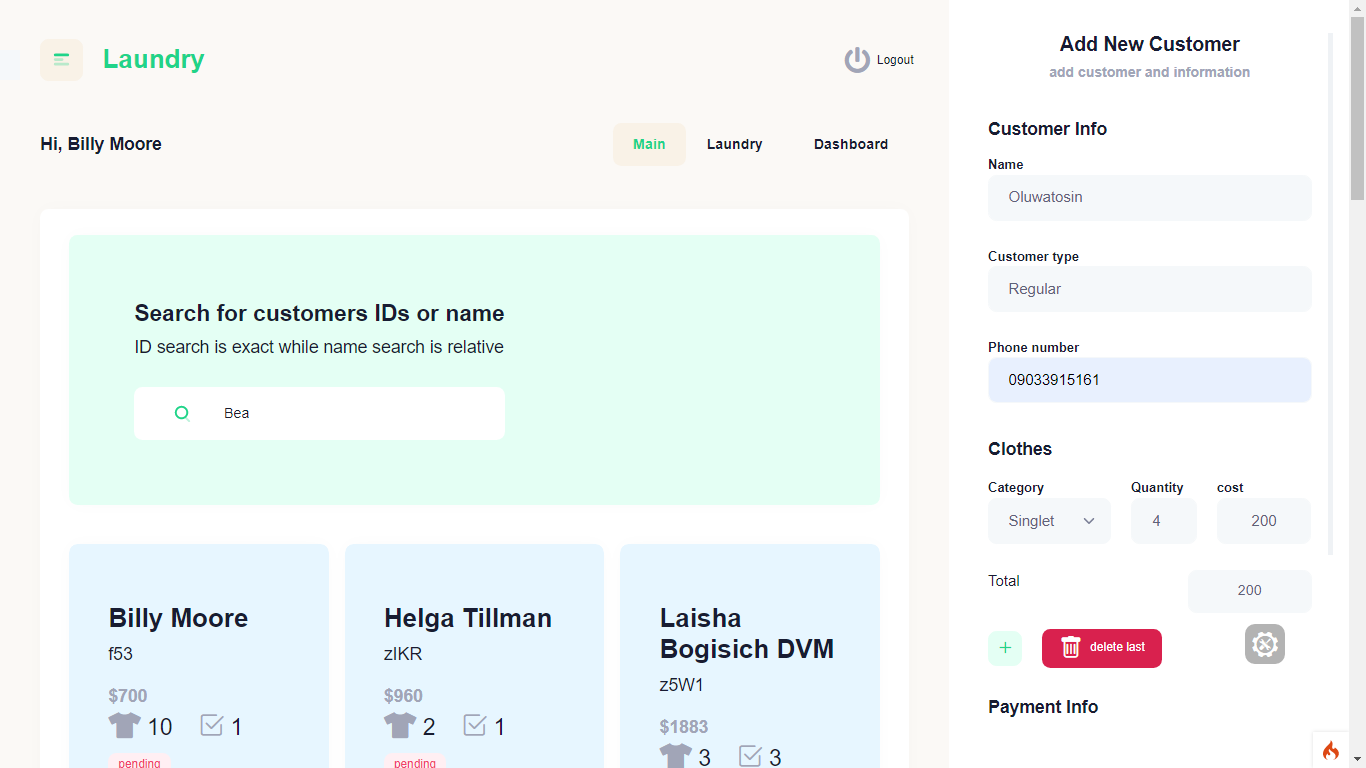 Laundry
Logout
Hi, Billy Moore
Main
Laundry
Dashboard
Search for customers IDs or name
ID search is exact while name search is relative
Bea
Billy Moore
f53
$700
10
1
pending
Helga Tillman
zIKR
$960
2
1
pending
Laisha
Bogisich DVM
z5W1
$1883
3
3
Add New Customer
add customer and information
Customer Info
Name
Oluwatosin
Customer type
Regular
Phone number
09033915161
Clothes
Category Quantity cost
Singlet 4 200
Total 200
+ delete last
Payment Info